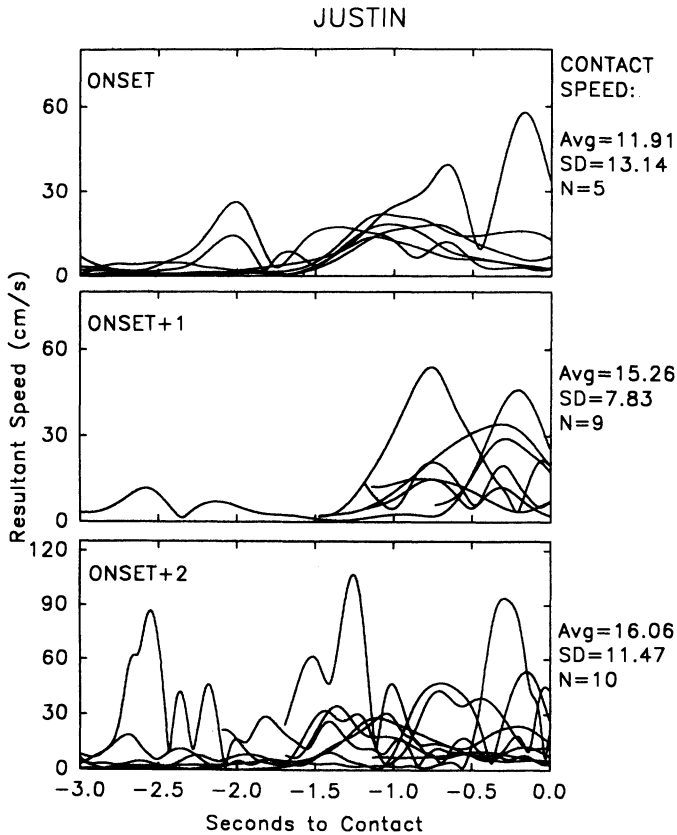 JUSTIN
ONSET
60
30
0
CONTACT
SPEED:
Avg=11.91
SD=13.14
N=5
ONSET+1
60
30
0
Avg=15.26
SD=7.83
N=9
Resultant Speed (cm/s)
ONSET+2
120
90
60
30
0
Avg=16.06
SD=11.47
N=10
-3.0 -2.5 -2.0 -1.5 -1.0 -0.5 0.0
Seconds to Contact